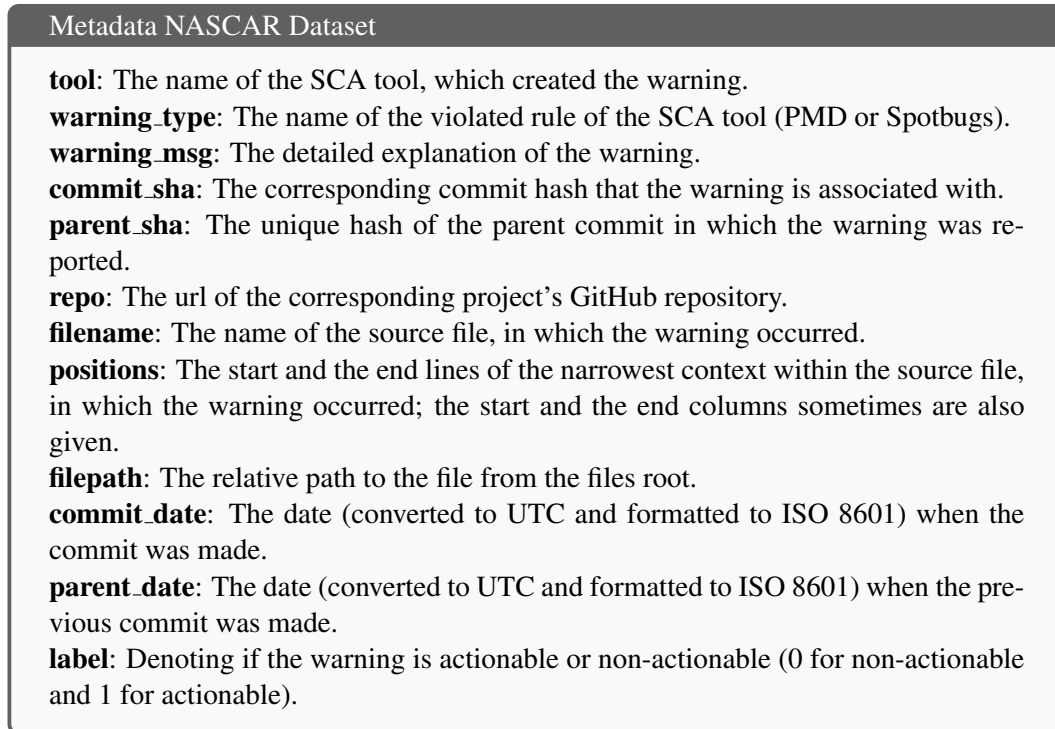 Metadata NASCAR Dataset
tool: The name of the SCA tool, which created the warning.
warning_type: The name of the violated rule of the SCA tool (PMD or Spotbugs).
warning_msg: The detailed explanation of the warning.
commit_sha: The corresponding commit hash that the warning is associated with.
parent_sha: The unique hash of the parent commit in which the warning was re-
ported.
repo: The url of the corresponding project's GitHub repository.
filename: The name of the source file, in which the warning occurred.
positions: The start and the end lines of the narrowest context within the source file,
in which the warning occurred; the start and the end columns sometimes are also
given.
filepath: The relative path to the file from the files root.
commit_date: The date (converted to UTC and formatted to ISO 8601) when the
commit was made.
parent_date: The date (converted to UTC and formatted to ISO 8601) when the pre-
vious commit was made.
label: Denoting if the warning is actionable or non-actionable (0 for non-actionable
and 1 for actionable).